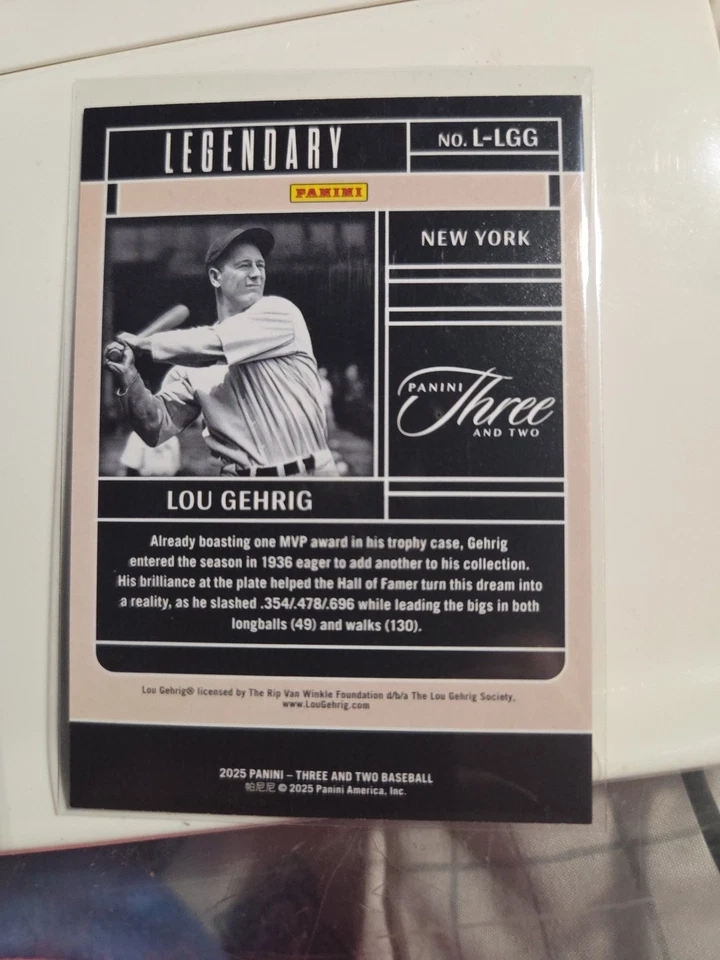 LEGENDARY
NO. L-LGG
PANINI
NEW YORK
PANINI
Three
AND TWO
LOU GEHRIG
Already boasting one MVP award in his trophy case, Gehrig
entered the season in 1936 eager to add another to his collection.
His brilliance at the plate helped the Hall of Famer turn this dream into
a reality, as he slashed .354/.478/.696 while leading the bigs in both
longballs (49) and walks (130).
Lou Gehrig® licensed by The Rip Van Winkle Foundation d/b/a The Lou Gehrig Society,
www.LouGehrig.com
2025 PANINI – THREE AND TWO BASEBALL
帕尼尼 © 2025 Panini America, Inc.